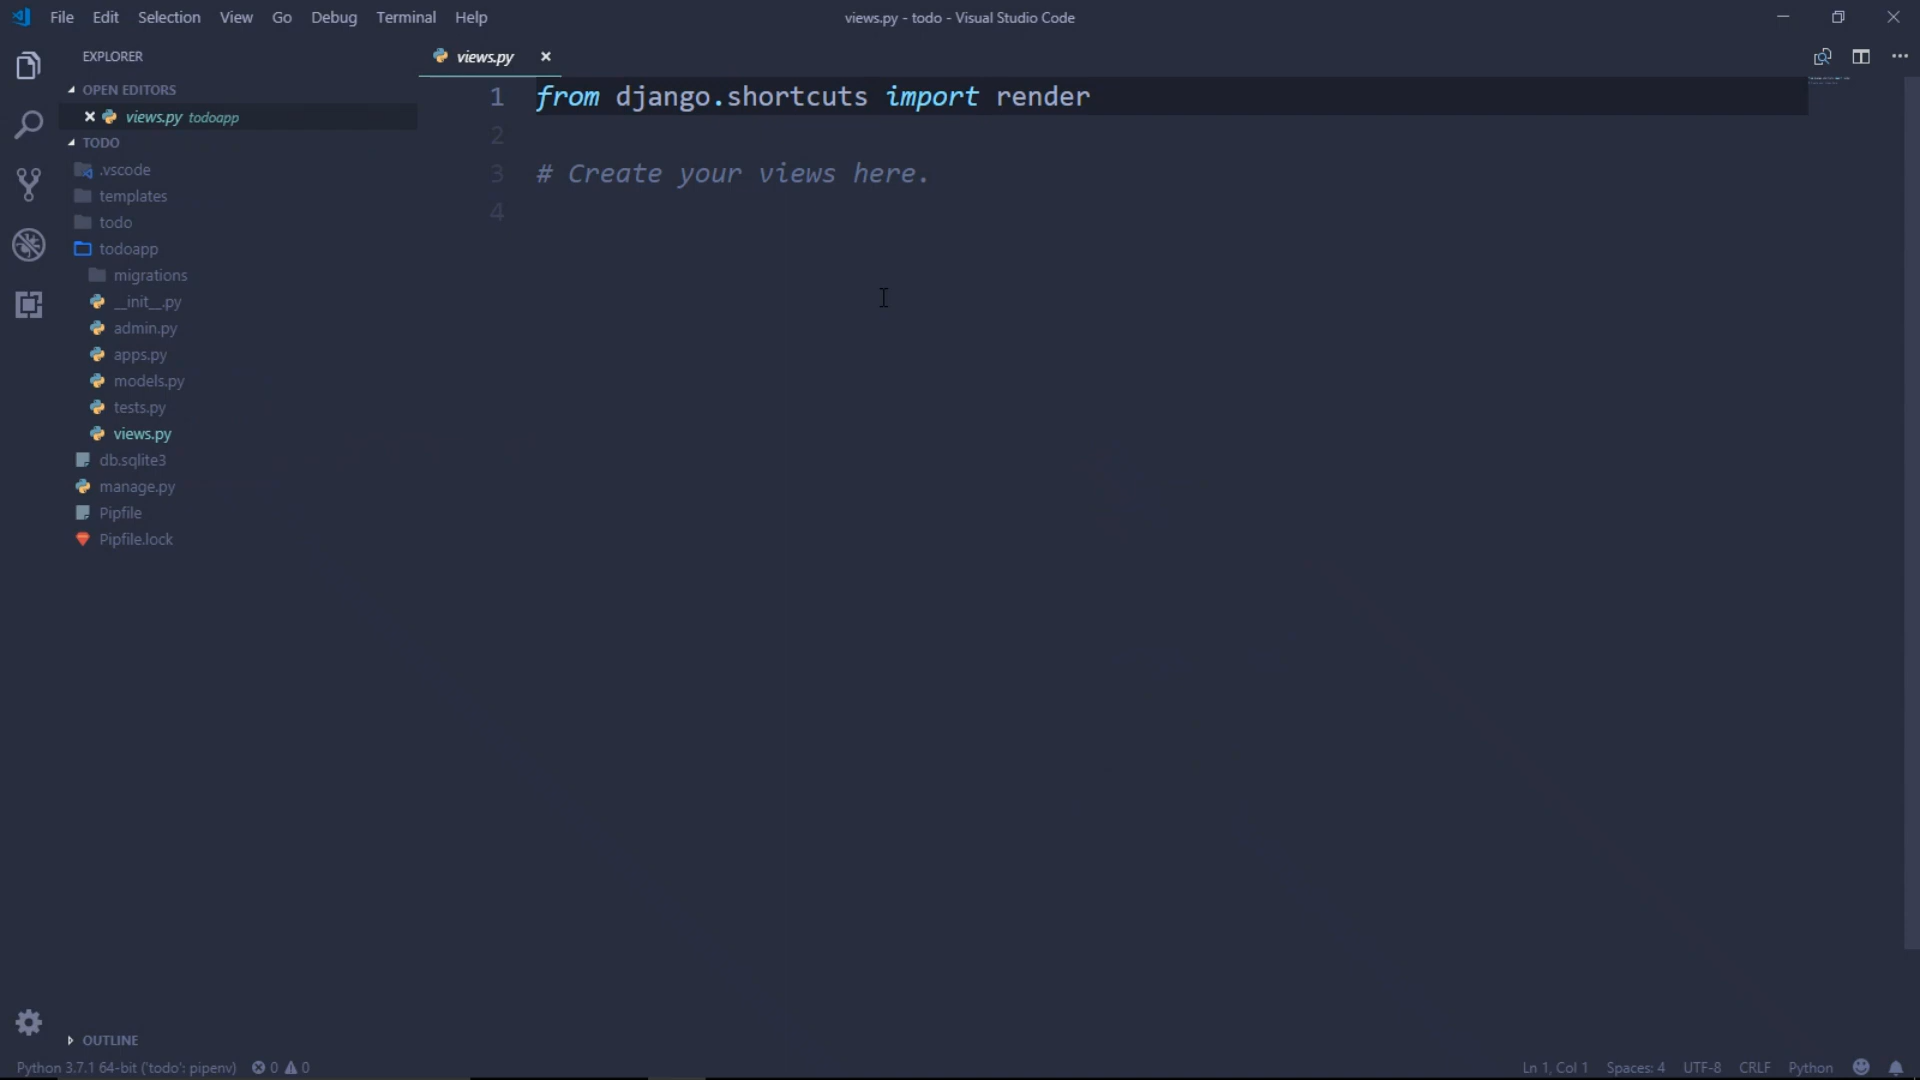 File Edit Selection View Go Debug Terminal Help
views.py - todo - Visual Studio Code
EXPLORER
OPEN EDITORS
views.py todoapp
TODO
.vscode
templates
todo
todoapp
migrations
__init__.py
admin.py
apps.py
models.py
tests.py
views.py
db.sqlite3
manage.py
Pipfile
Pipfile.lock
OUTLINE
views.py
1 from django.shortcuts import render
2
3 # Create your views here.
4
Python 3.7.1 64-bit ('todo': pipenv) 0 0
Ln 1, Col 1 Spaces: 4 UTF-8 CRLF Python